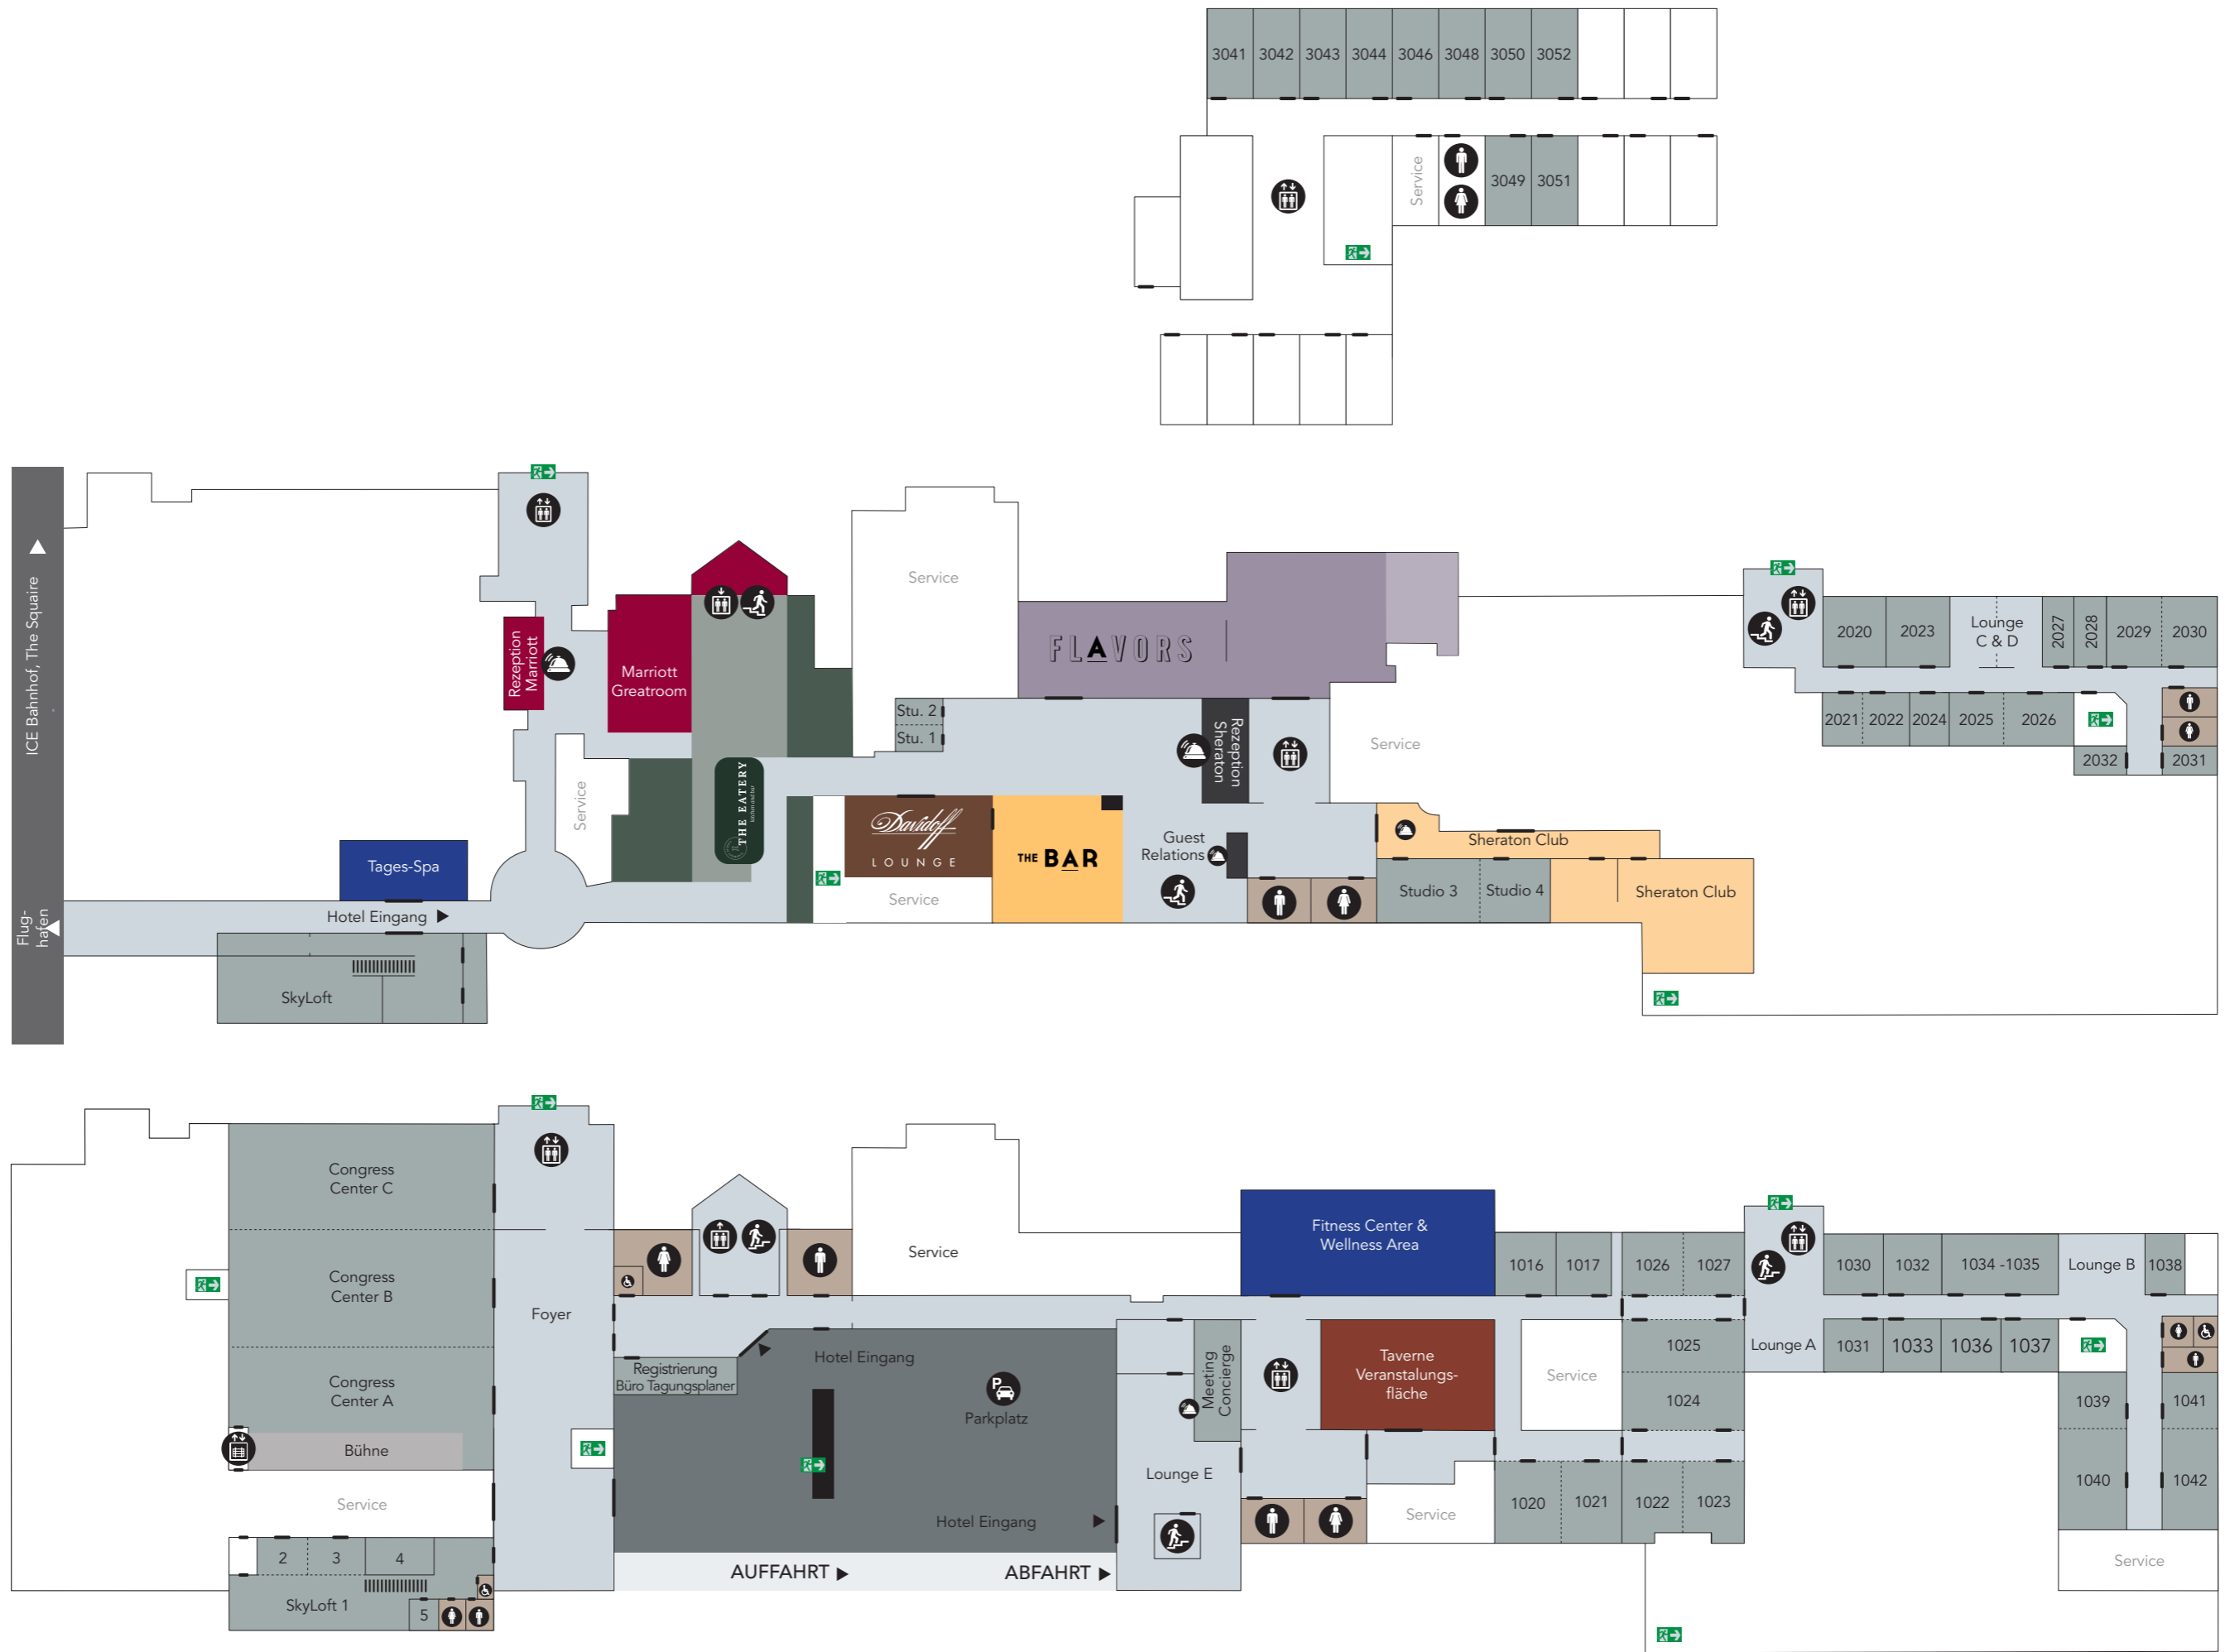 3041 3042 3043 3044 3046 3048 3050 3052
Service
3049 3051
ICE Bahnhof, The Squaire
Flug-
hafen
Rezeption
Marriott
Marriott
Greatroom
Service
FLAVORS
Stu. 2
Stu. 1
Rezeption
Sheraton
Service
2020 2023
Lounge
C & D
2027 2028 2029 2030
2021 2022 2024 2025 2026
2032 2031
Service
THE EATERY
Davidoff
LOUNGE
THE BAR
Guest
Relations
Sheraton Club
Tages-Spa
Service
Studio 3 Studio 4 Sheraton Club
Hotel Eingang
SkyLoft
Congress
Center C
Congress
Center B
Congress
Center A
Bühne
Service
2 3 4
SkyLoft 1
5
Foyer
Service
Registrierung
Büro Tagungsplaner
Hotel Eingang
P
Parkplatz
Hotel Eingang
AUFFAHRT ABFAHRT
Fitness Center &
Wellness Area
1016 1017 1026 1027
1030 1032 1034 -1035 Lounge B 1038
Meeting
Concierge
Taverne
Veranstalungs-
fläche
Service
1025
1024
Lounge A 1031 1033 1036 1037
1039 1041
1040 1042
Lounge E
Service
1020 1021 1022 1023
Service